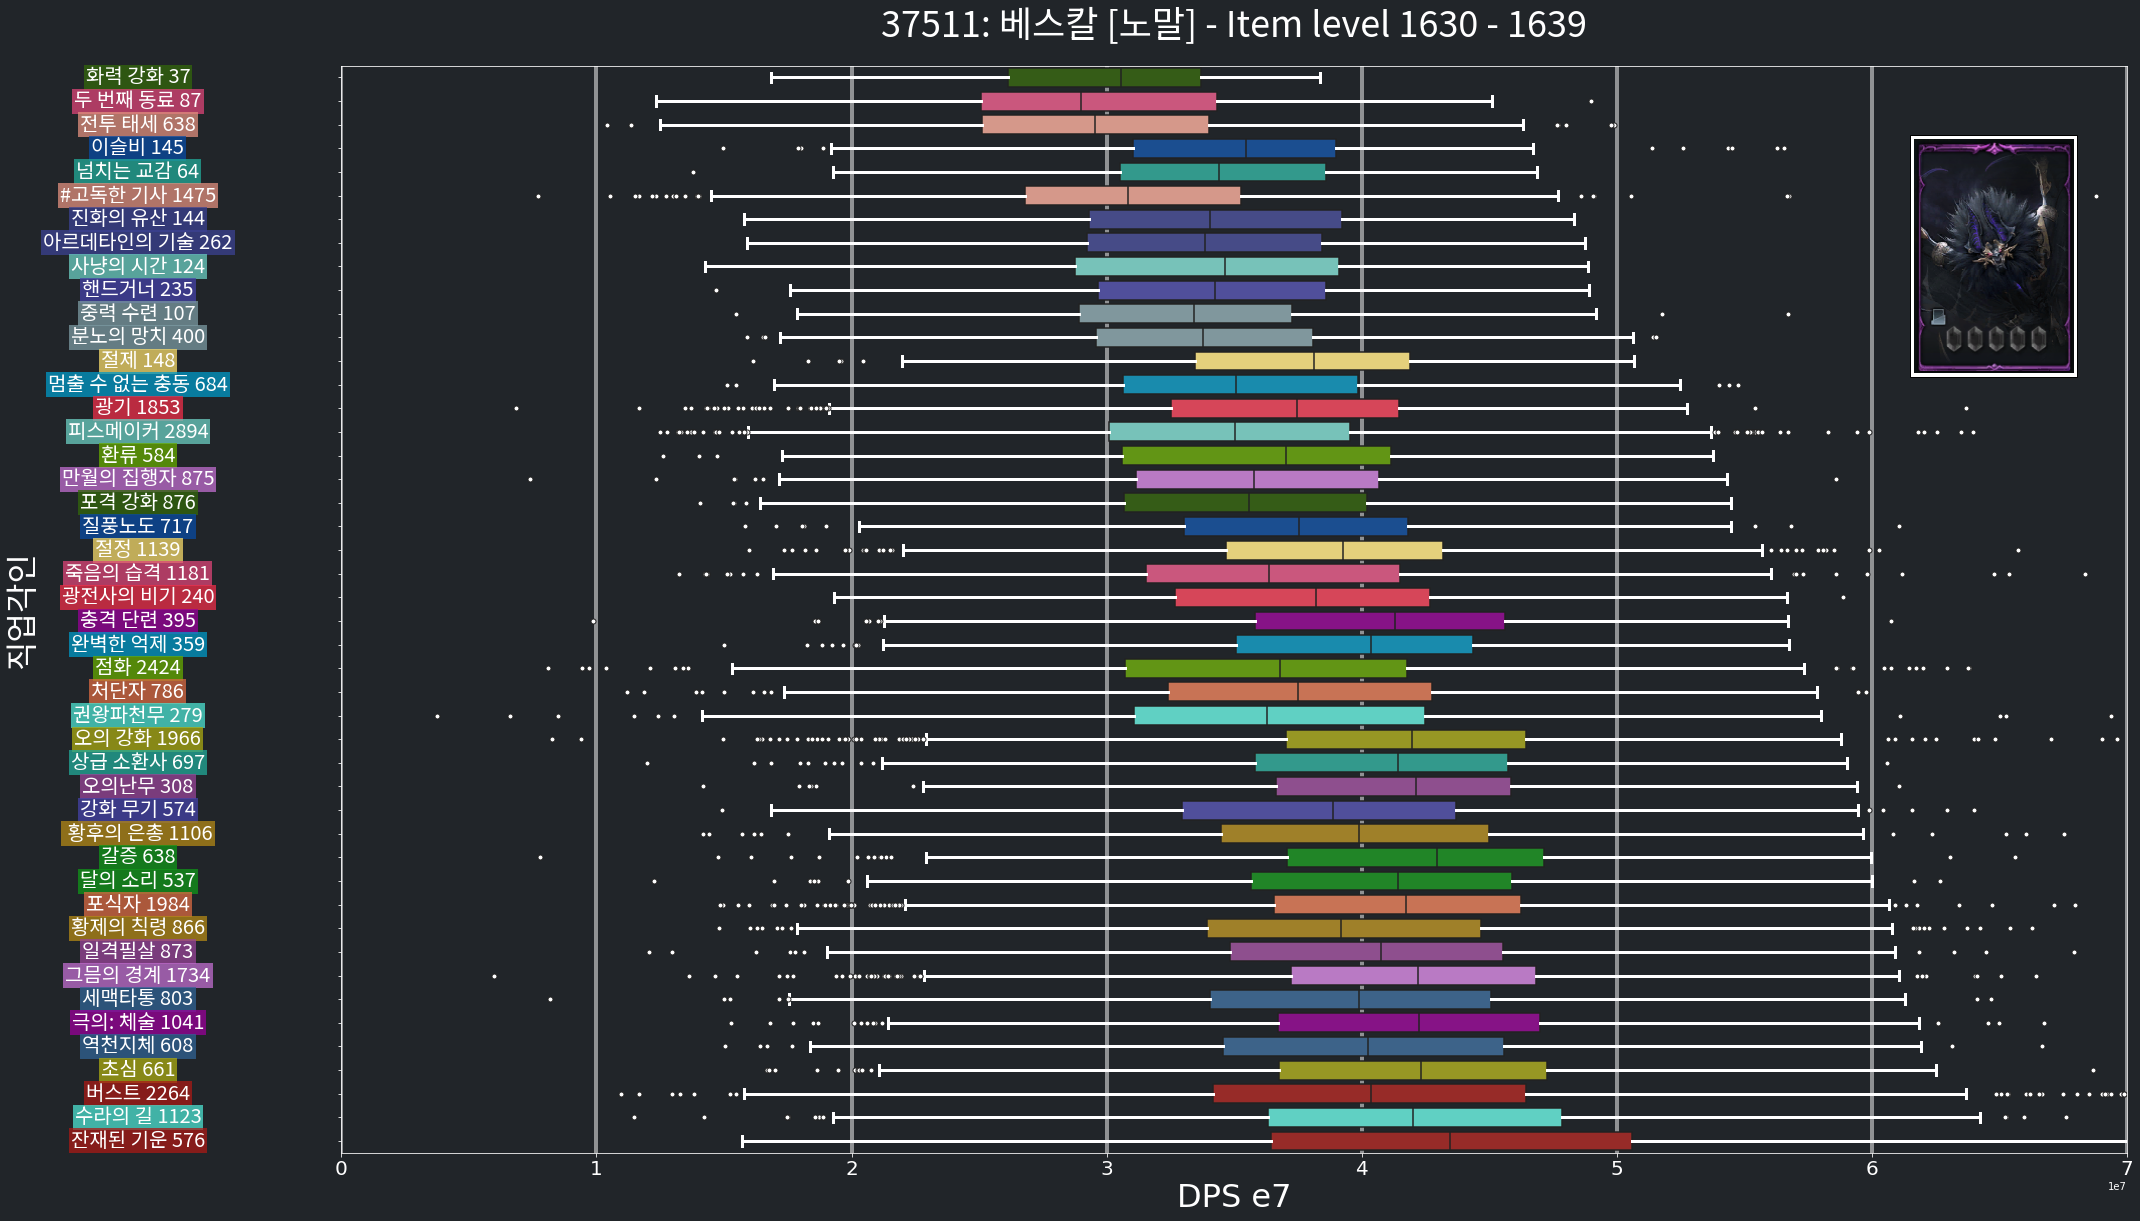 37511: 베스칼 [노말] - Item level 1630 - 1639
화력 강화 37
두 번째 동료 87
전투 태세 638
이슬비 145
넘치는 교감 64
#고독한 기사 1475
진화의 유산 144
아르데타인의 기술 262
사냥의 시간 124
핸드거너 235
중력 수련 107
분노의 망치 400
절제 148
멈출 수 없는 충동 684
광기 1853
피스메이커 2894
환류 584
만월의 집행자 875
포격 강화 876
질풍노도 717
절정 1139
죽음의 습격 1181
광전사의 비기 240
충격 단련 395
완벽한 억제 359
점화 2424
처단자 786
권왕파천무 279
오의 강화 1966
상급 소환사 697
오의난무 308
강화 무기 574
황후의 은총 1106
갈증 638
달의 소리 537
포식자 1984
황제의 칙령 866
일격필살 873
그믐의 경계 1734
세맥타통 803
극의: 체술 1041
역천지체 608
초심 661
버스트 2264
수라의 길 1123
잔재된 기운 576
직업각인
0 1 2 3 4 5 6 7
1e7
DPS e7